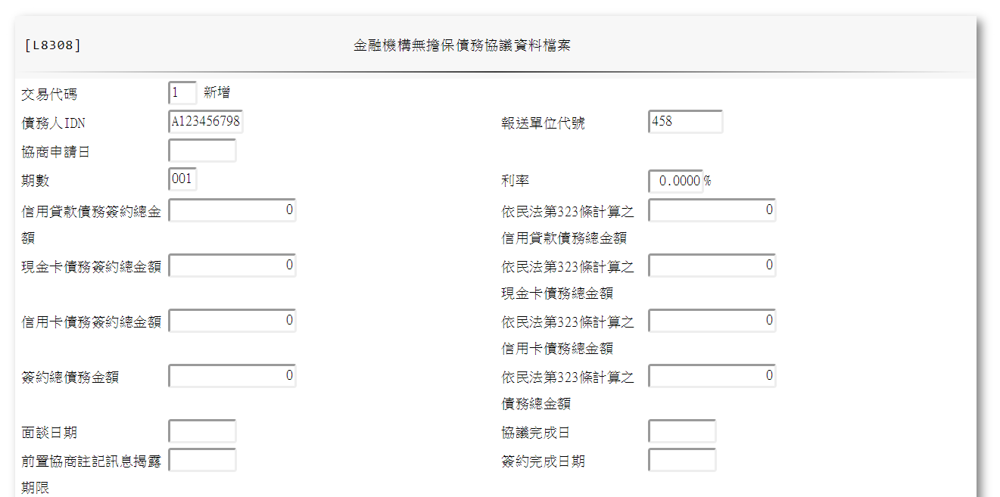 [L8308] 金融機構無擔保債務協議資料檔案
交易代碼 1 新增
債務人IDN A123456798 報送單位代號 458
協商申請日
期數 001 利率 0.0000%
信用貸款債務簽約總金 0 依民法第323條計算之 0
額 信用貸款債務總金額
現金卡債務簽約總金額 0 依民法第323條計算之 0
現金卡債務總金額
信用卡債務簽約總金額 0 依民法第323條計算之 0
信用卡債務總金額
簽約總債務金額 0 依民法第323條計算之 0
債務總金額
面談日期 協議完成日
前置協商註記訊息揭露 簽約完成日期
期限